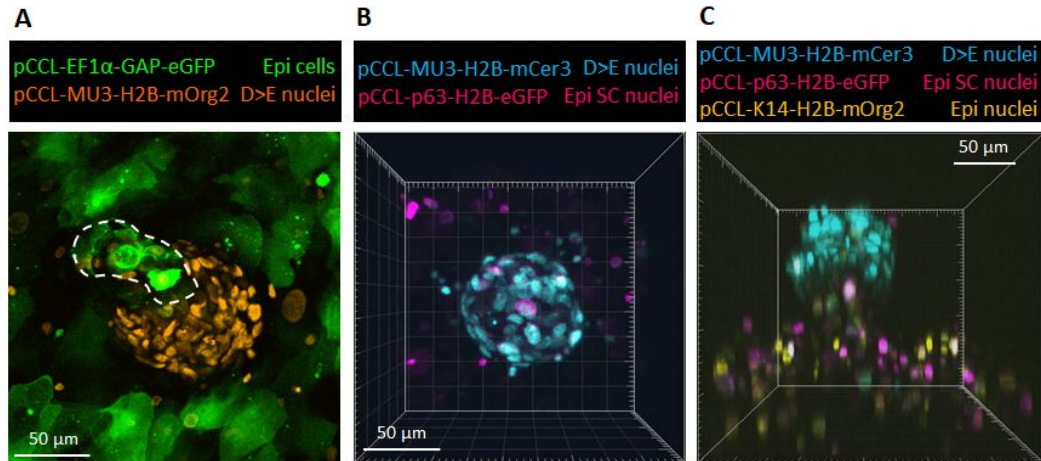 A
pCCL-EF1α-GAP-eGFP Epi cells
pCCL-MU3-H2B-mOrg2 D>E nuclei
50 µm
B
pCCL-MU3-H2B-mCer3 D>E nuclei
pCCL-p63-H2B-eGFP Epi SC nuclei
50 µm
C
pCCL-MU3-H2B-mCer3 D>E nuclei
pCCL-p63-H2B-eGFP Epi SC nuclei
pCCL-K14-H2B-mOrg2 Epi nuclei
50 µm